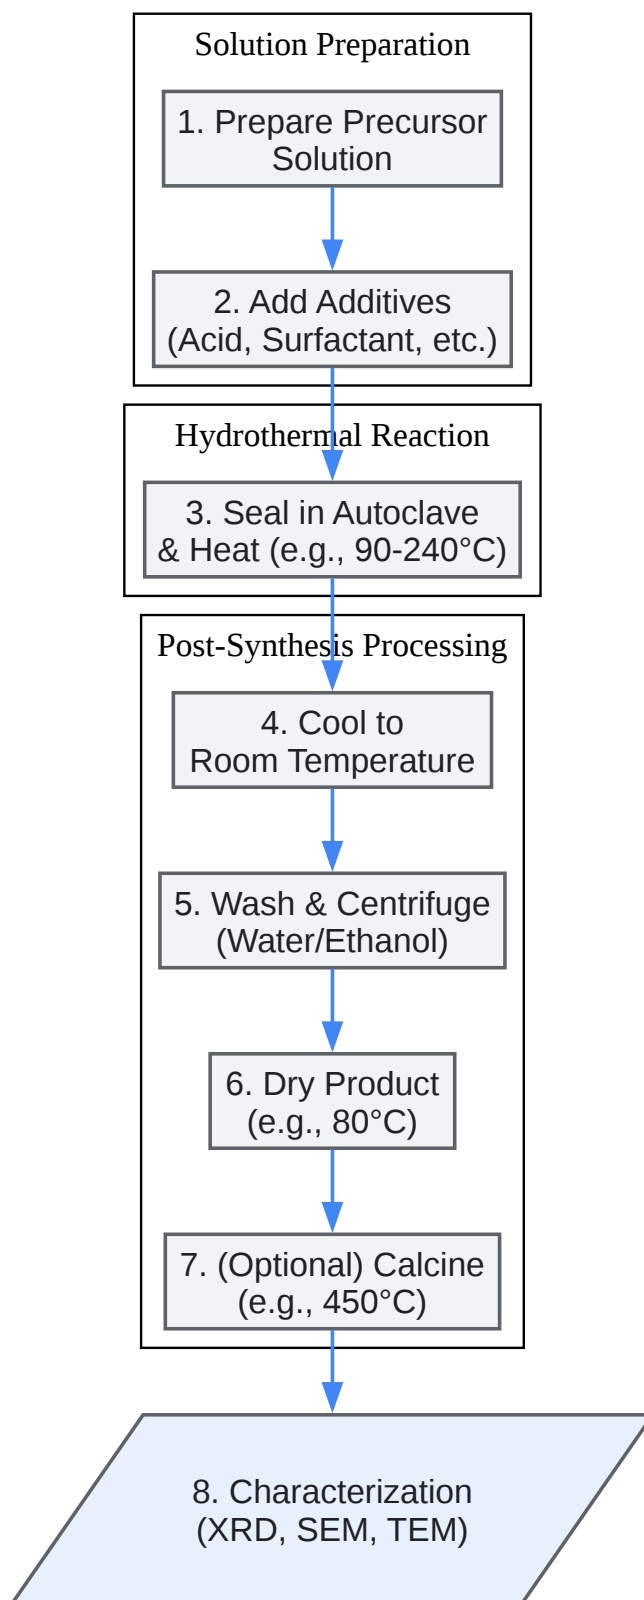 Solution Preparation
1. Prepare Precursor
Solution
2. Add Additives
(Acid, Surfactant, etc.)
Hydrothermal Reaction
3. Seal in Autoclave
& Heat (e.g., 90-240°C)
Post-Synthesis Processing
4. Cool to
Room Temperature
5. Wash & Centrifuge
(Water/Ethanol)
6. Dry Product
(e.g., 80°C)
7. (Optional) Calcine
(e.g., 450°C)
8. Characterization
(XRD, SEM, TEM)